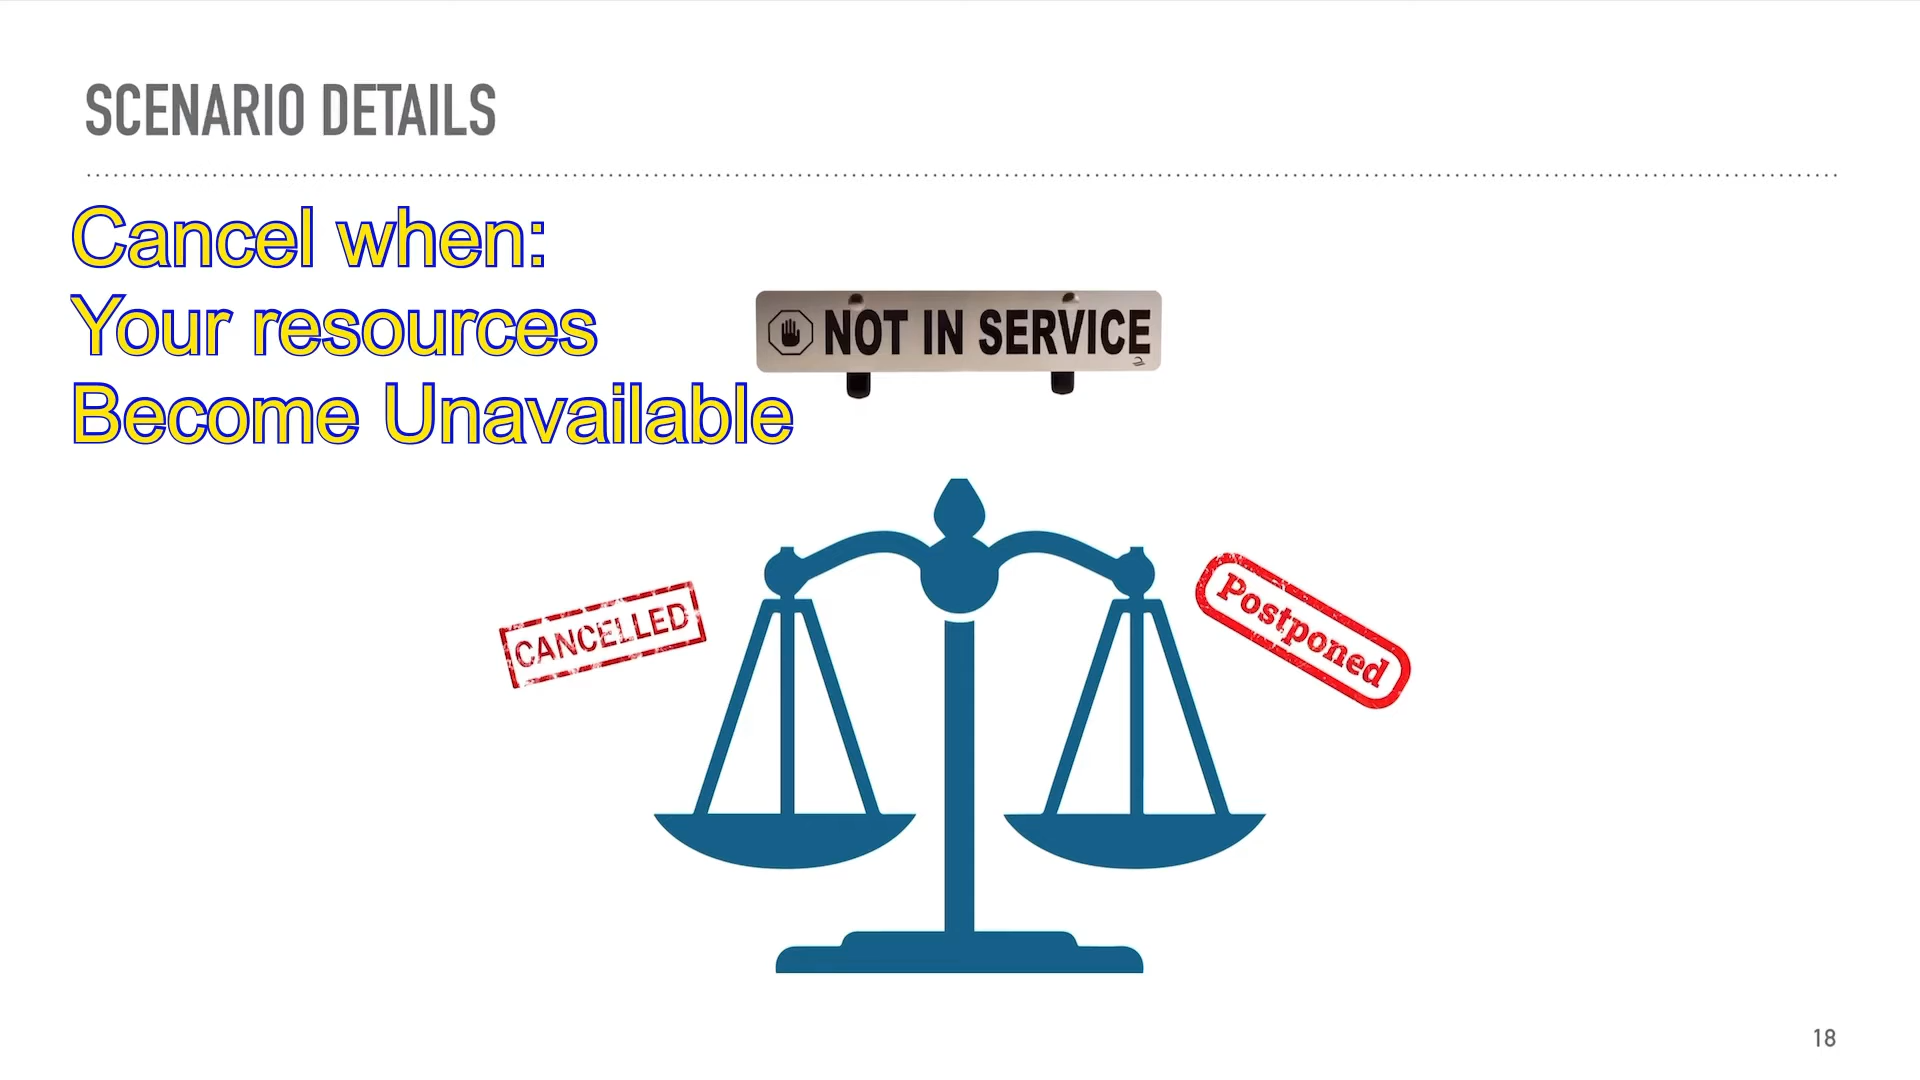 SCENARIO DETAILS
Cancel when:
Your resources
Become Unavailable
NOT IN SERVICE
CANCELLED
Postponed
18